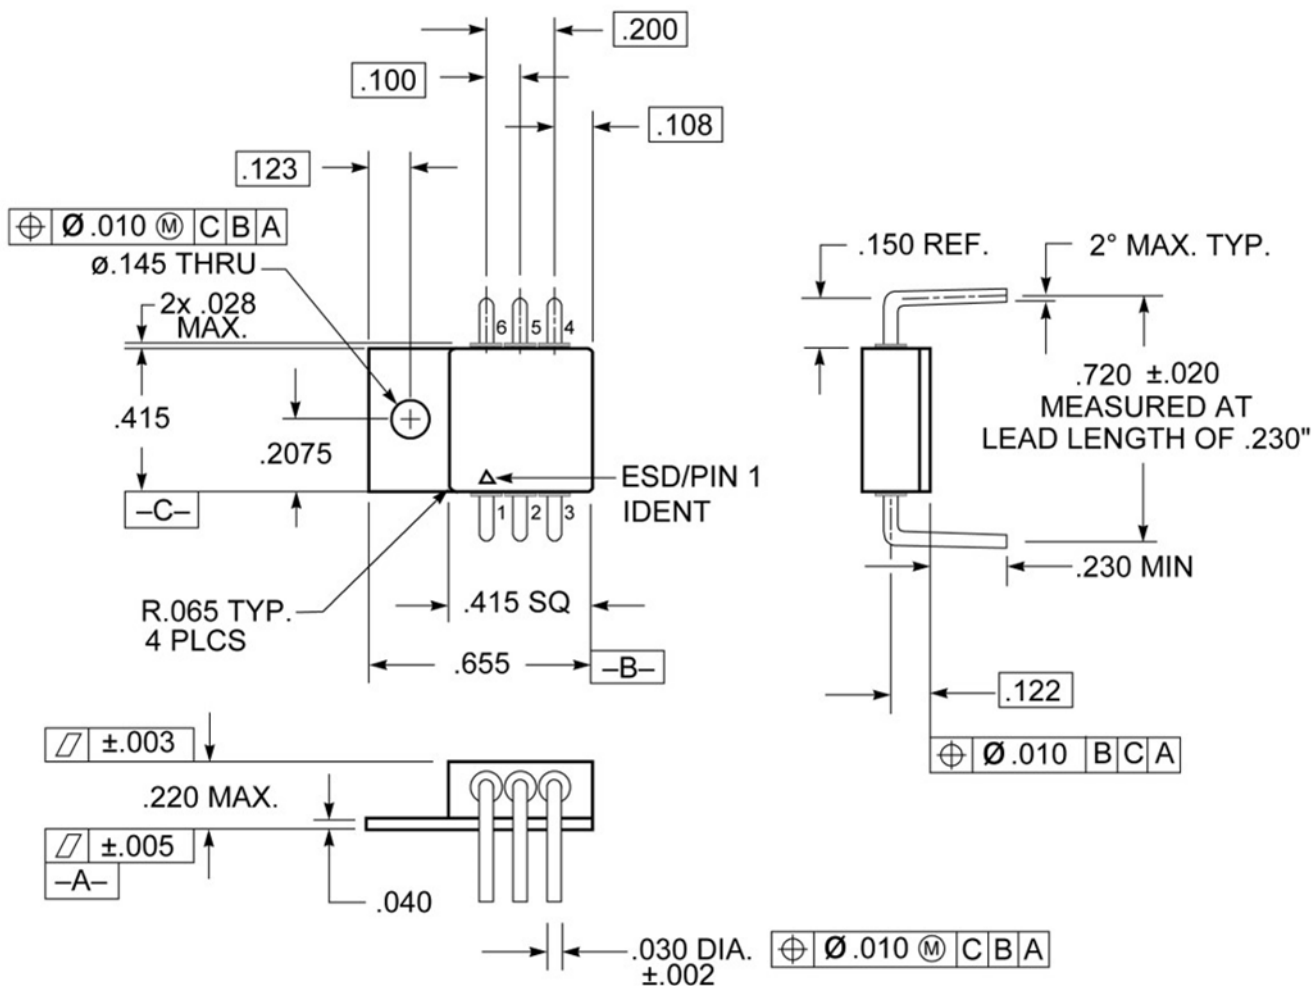 .200
.100
.108
.123
⌖ Ø .010 Ⓜ C B A
ø.145 THRU
2x .028
MAX.
6 5 4
.415
.2075
–C–
ESD/PIN 1
IDENT
1 2 3
R.065 TYP.
4 PLCS
.415 SQ
.655
–B–
.150 REF.
2° MAX. TYP.
.720 ±.020
MEASURED AT
LEAD LENGTH OF .230"
.230 MIN
.122
⌖ Ø .010 B C A
⏥ ±.003
.220 MAX.
⏥ ±.005
–A–
.040
.030 DIA.
±.002
⌖ Ø .010 Ⓜ C B A